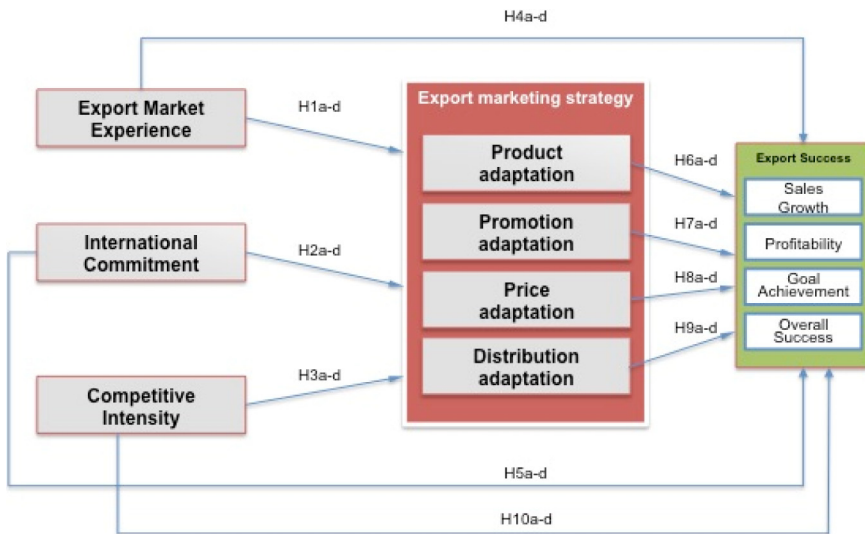 H4a-d
Export Market
Experience
H1a-d
Export marketing strategy
Product
adaptation
H6a-d
Export Success
Sales
Growth
International
Commitment
H2a-d
Promotion
adaptation
H7a-d
Profitability
Price
adaptation
H8a-d
Goal
Achievement
Competitive
Intensity
H3a-d
Distribution
adaptation
H9a-d
Overall
Success
H5a-d
H10a-d